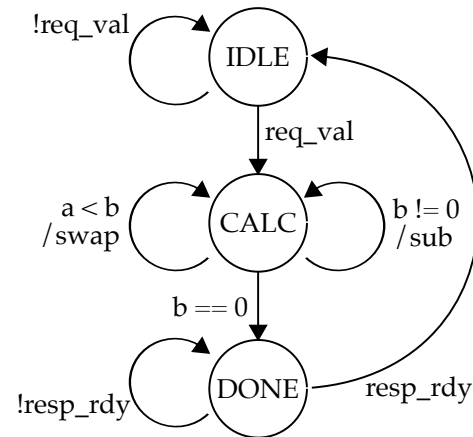 !req_val
IDLE
req_val
a < b
/swap
CALC
b != 0
/sub
b == 0
!resp_rdy
DONE
resp_rdy